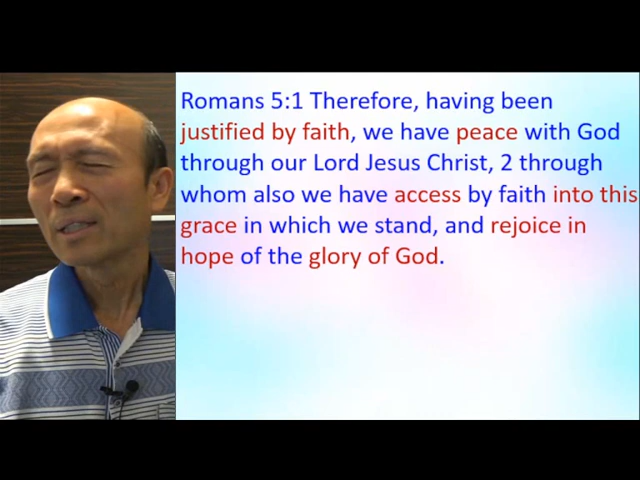 Romans 5:1 Therefore, having been
justified by faith, we have peace with God
through our Lord Jesus Christ, 2 through
whom also we have access by faith into this
grace in which we stand, and rejoice in
hope of the glory of God.